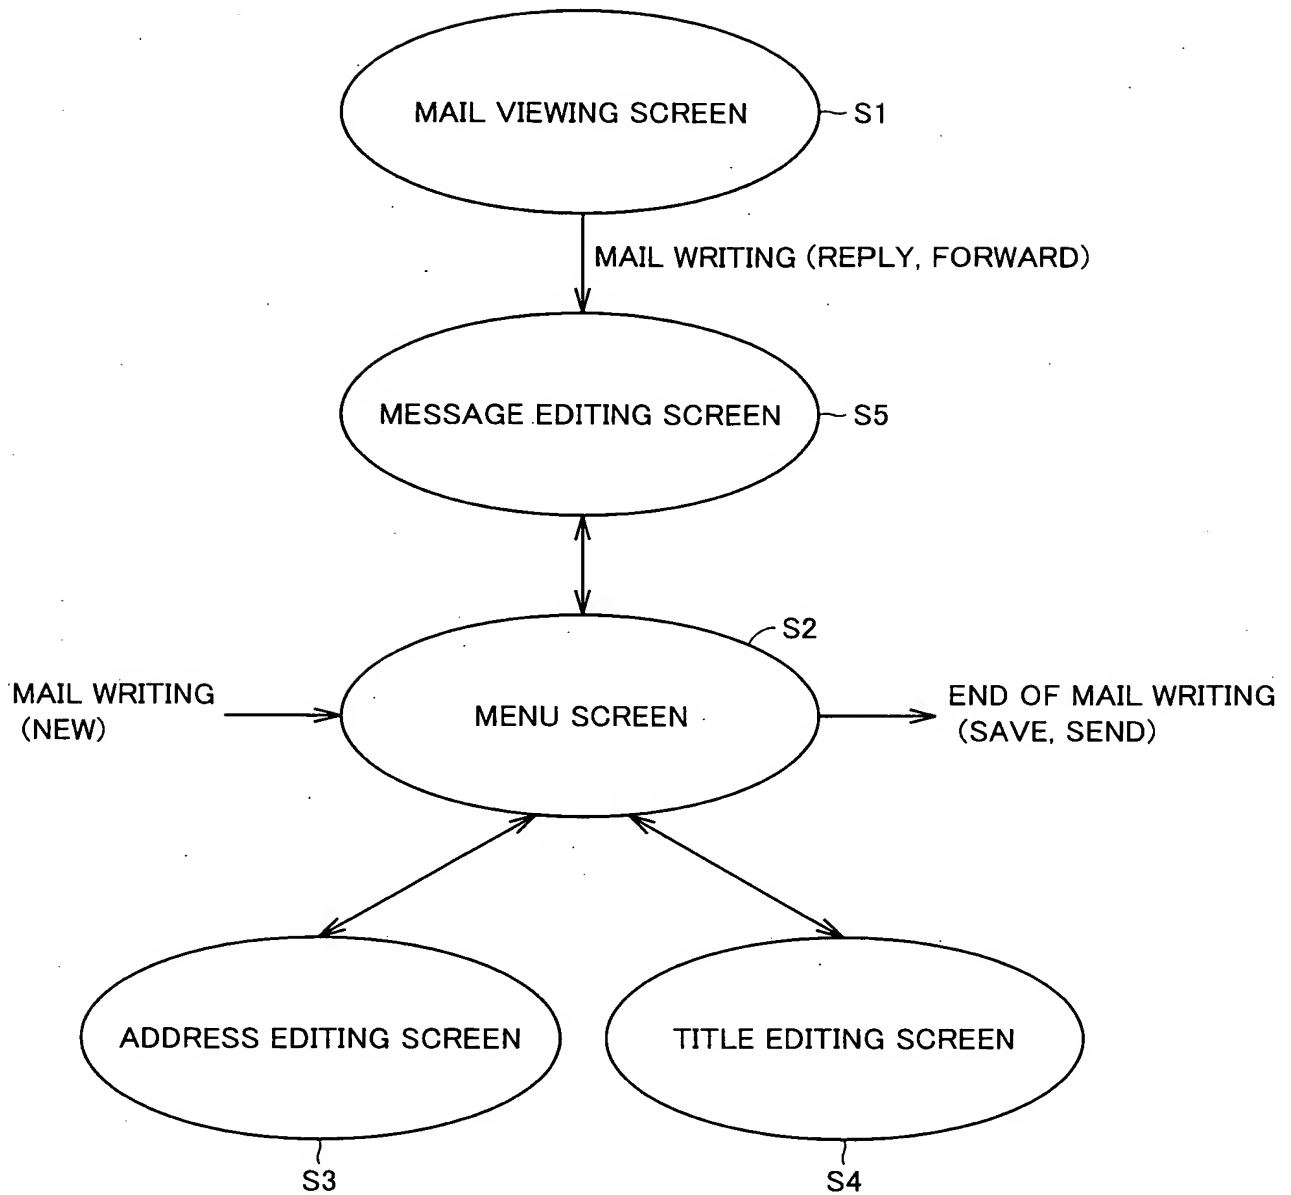 MAIL VIEWING SCREEN
S1
MAIL WRITING (REPLY, FORWARD)
MESSAGE EDITING SCREEN
S5
S2
MAIL WRITING
(NEW)
MENU SCREEN
END OF MAIL WRITING
(SAVE, SEND)
ADDRESS EDITING SCREEN
TITLE EDITING SCREEN
S3
S4